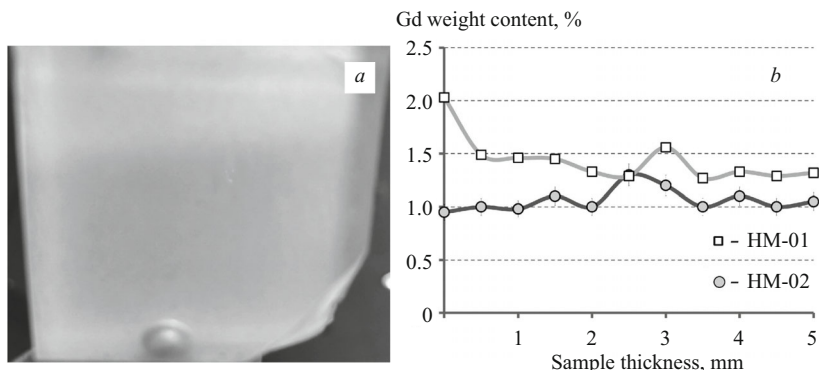 Gd weight content, %
a
b
2.5
2.0
1.5
1.0
0.5
0
HM-01
HM-02
1 2 3 4 5
Sample thickness, mm